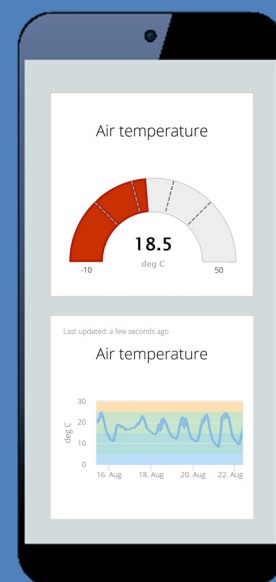 Air temperature
18.5
deg C
-10 50
Last updated: a few seconds ago
Air temperature
30
20
10
0
deg C
16. Aug 18. Aug 20. Aug 22. Aug